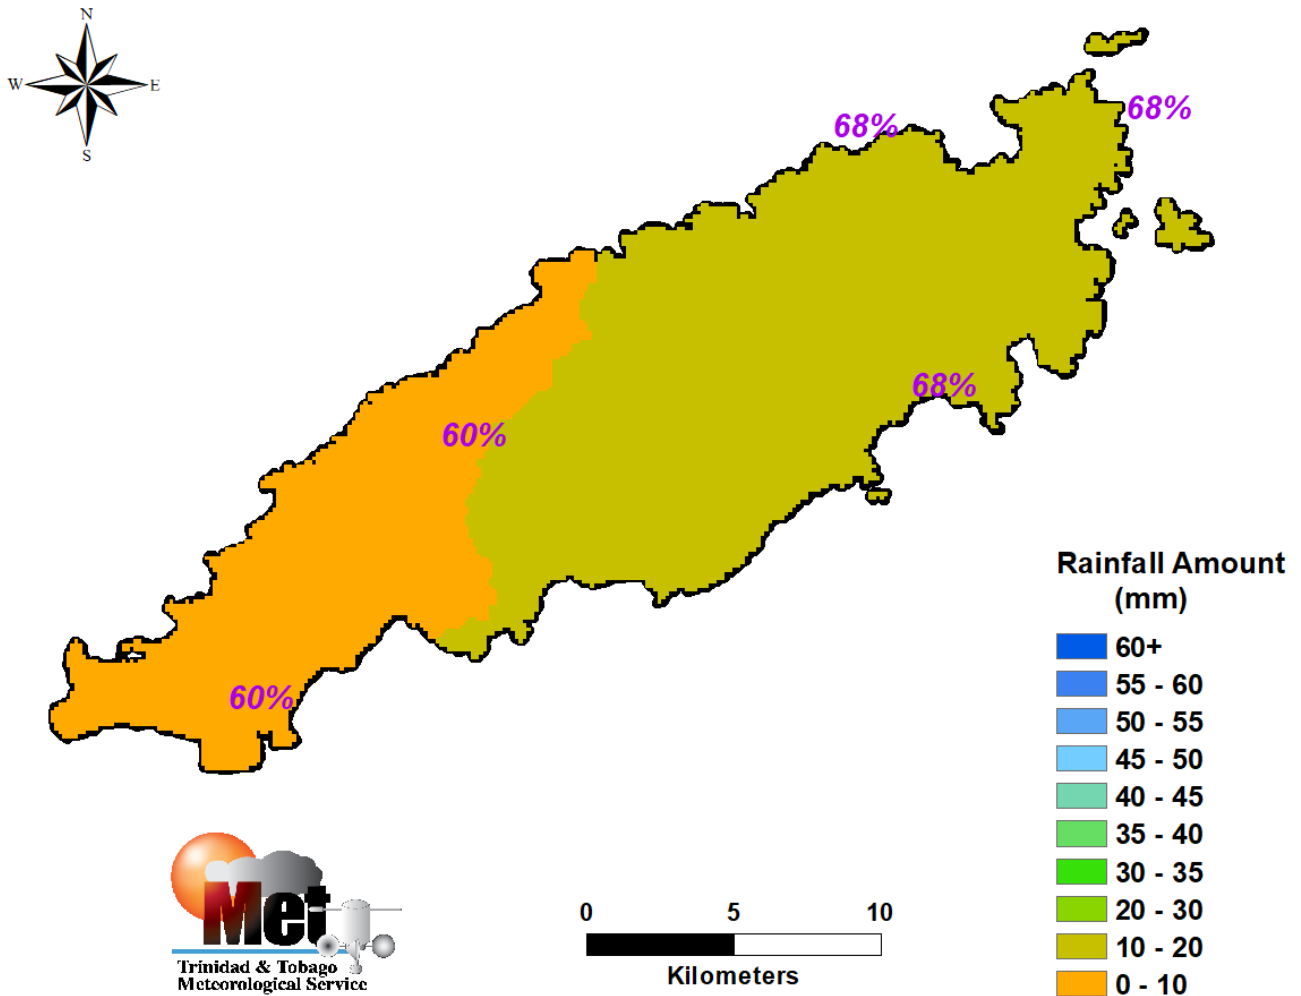 N
W E
S
68%
68%
68%
60%
60%
Rainfall Amount
(mm)
60+
55 - 60
50 - 55
45 - 50
40 - 45
35 - 40
30 - 35
20 - 30
10 - 20
0 - 10
0 5 10
Kilometers
Met
Trinidad & Tobago
Meteorological Service